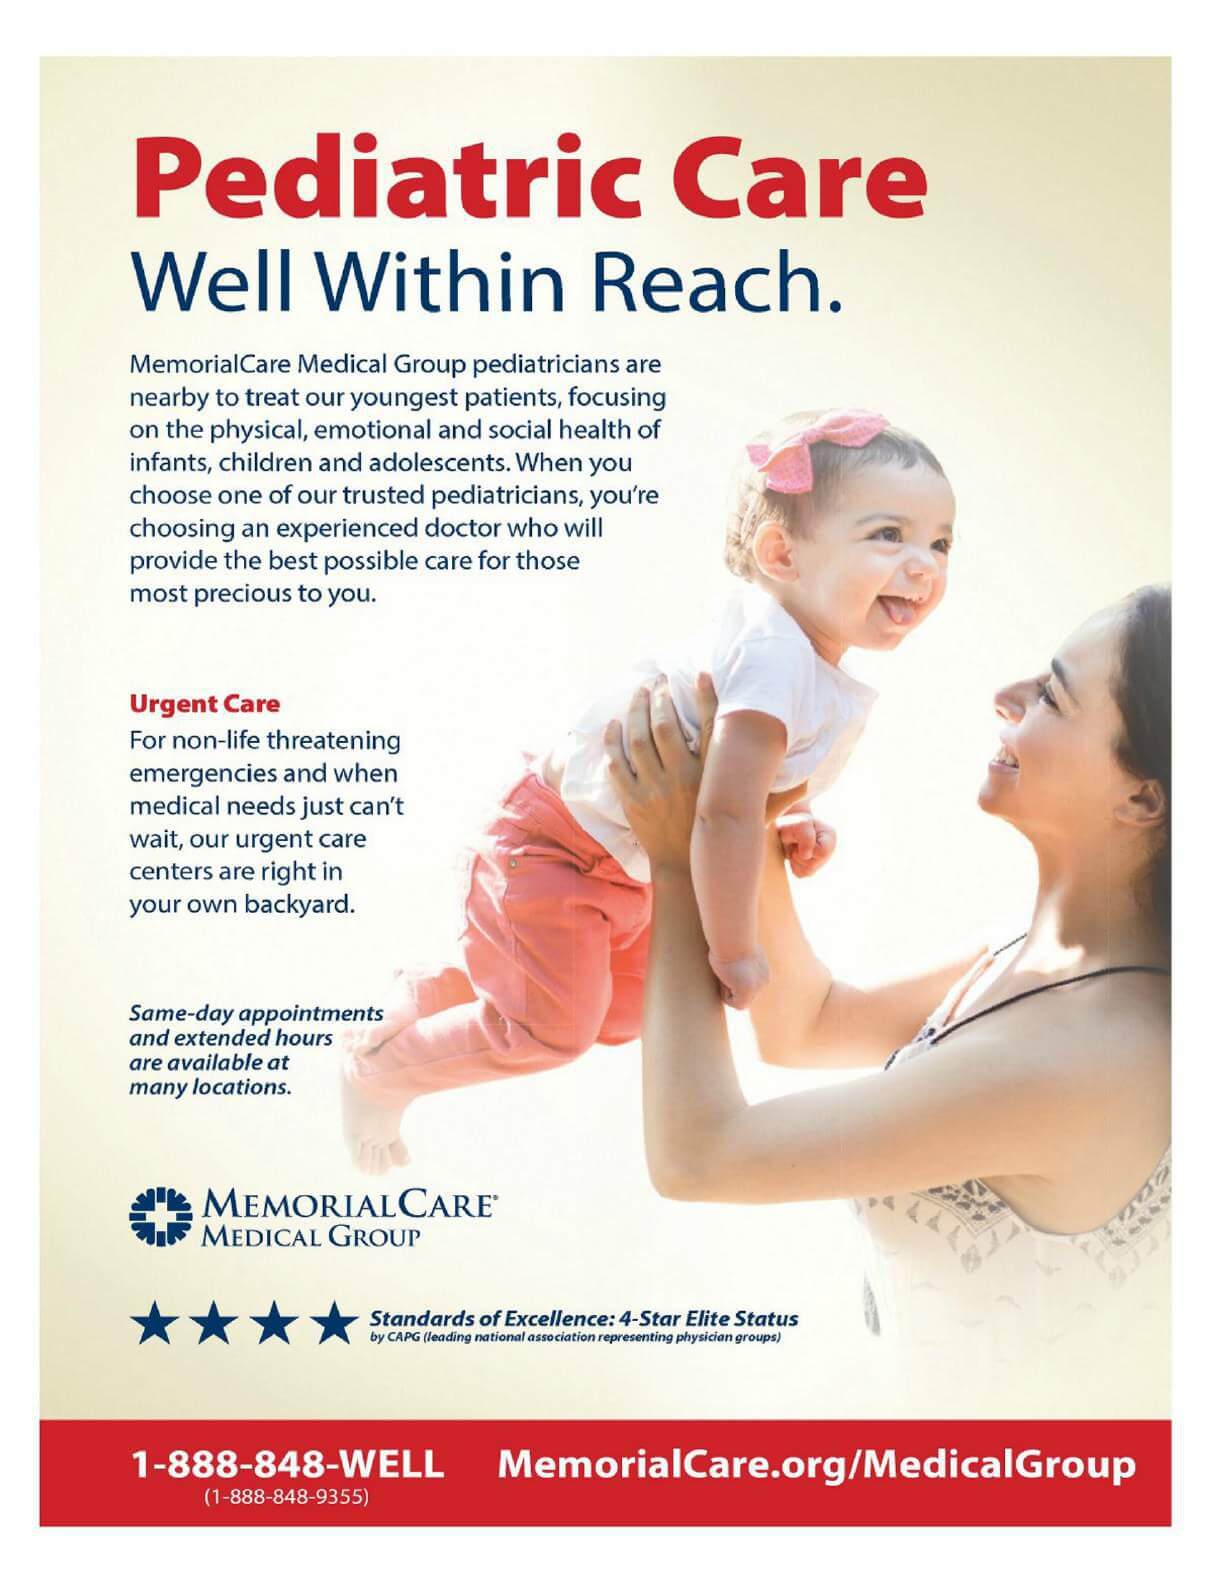 Pediatric Care
Well Within Reach.
MemorialCare Medical Group pediatricians are
nearby to treat our youngest patients, focusing
on the physical, emotional and social health of
infants, children and adolescents. When you
choose one of our trusted pediatricians, you're
choosing an experienced doctor who will
provide the best possible care for those
most precious to you.
Urgent Care
For non-life threatening
emergencies and when
medical needs just can't
wait, our urgent care
centers are right in
your own backyard.
Same-day appointments
and extended hours
are available at
many locations.
MEMORIALCARE®
MEDICAL GROUP
Standards of Excellence: 4-Star Elite Status
by CAPG (leading national association representing physician groups)
1-888-848-WELL MemorialCare.org/MedicalGroup
(1-888-848-9355)